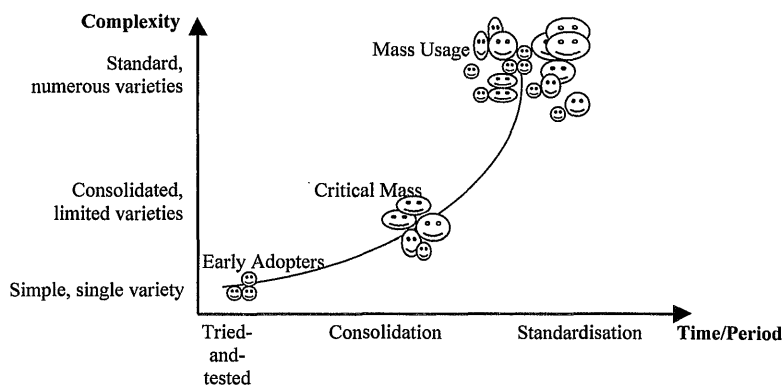 Complexity
Standard,
numerous varieties
Mass Usage
Consolidated,
limited varieties
Critical Mass
Early Adopters
Simple, single variety
Tried-
and-
tested
Consolidation
Standardisation
Time/Period